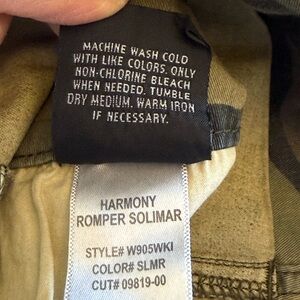 MACHINE WASH COLD
WITH LIKE COLORS. ONLY
NON-CHLORINE BLEACH
WHEN NEEDED. TUMBLE
DRY MEDIUM. WARM IRON
IF NECESSARY.
HARMONY
ROMPER SOLIMAR
STYLE# W905WKI
COLOR# SLMR
CUT# 09819-00